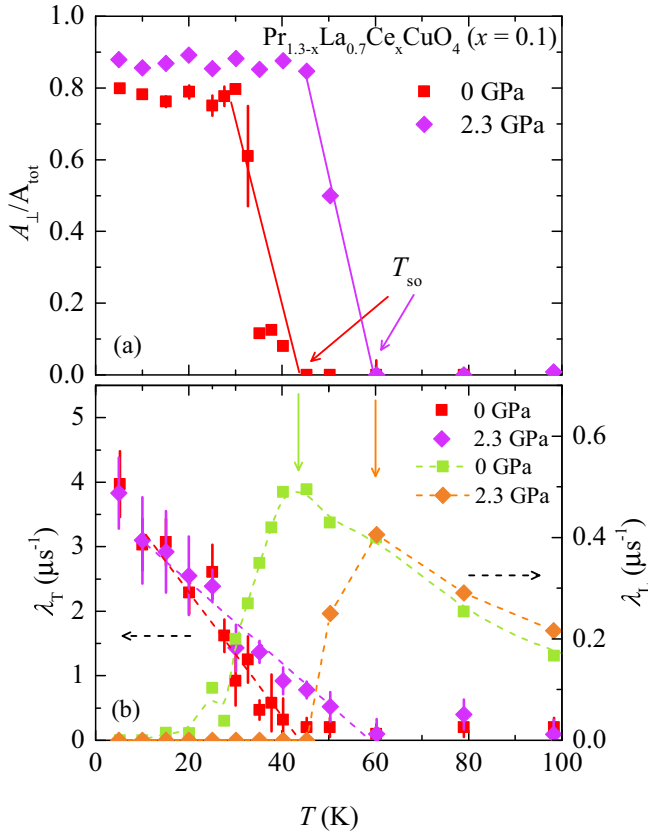 Pr₁.₃₋ₓLa₀.₇CeₓCuO₄ (x = 0.1)
1.0
0.8
0.6
0.4
0.2
0.0
A⊥/Aₜₒₜ
0 GPa
2.3 GPa
Tₛₒ
(a)
5
4
3
2
1
0
λ_T (µs⁻¹)
0 GPa
2.3 GPa
0 GPa
2.3 GPa
0.6
0.4
0.2
0.0
λ_L (µs⁻¹)
(b)
0 20 40 60 80 100
T (K)